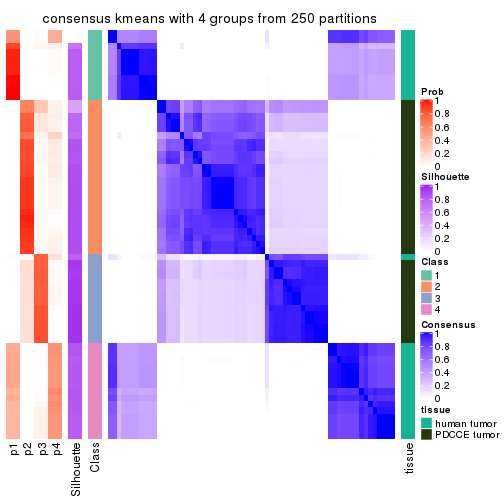 consensus kmeans with 4 groups from 250 partitions
Prob
1
0.8
0.6
0.4
0.2
0
Silhouette
1
0.8
0.6
0.4
0.2
0
Class
1
2
3
4
Consensus
1
0.8
0.6
0.4
0.2
0
tissue
human tumor
PDCCE tumor
p1
p2
p3
p4
Silhouette
Class
tissue